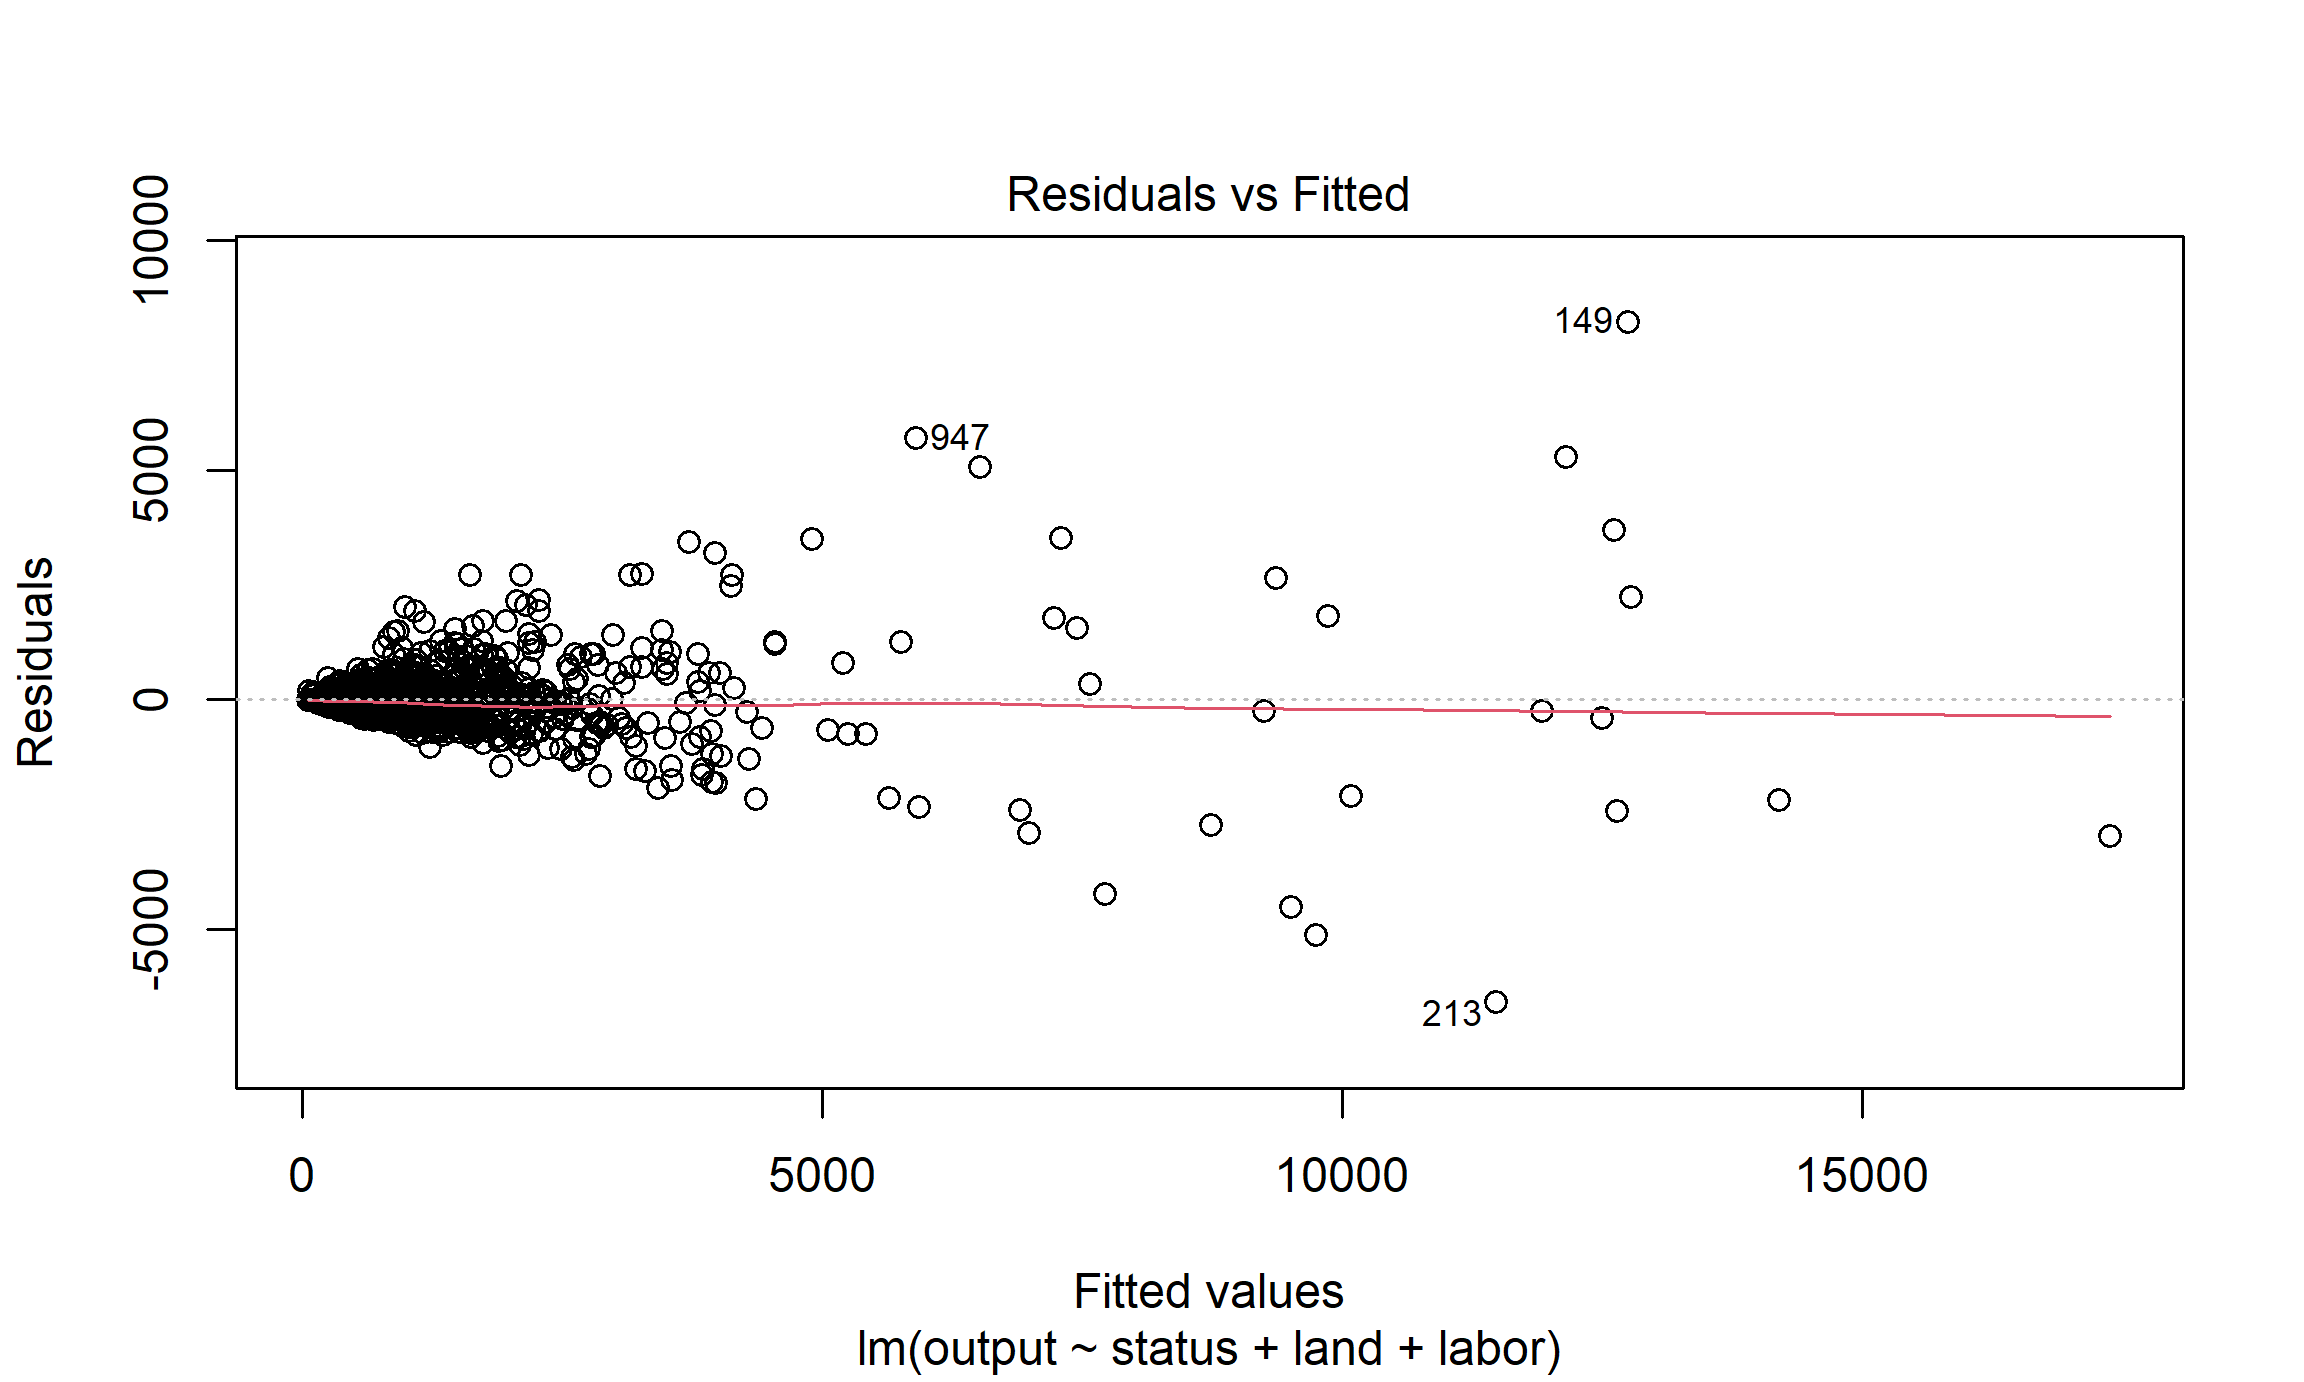 Residuals vs Fitted
10000
5000
0
-5000
Residuals
149
947
213
0 5000 10000 15000
Fitted values
lm(output ~ status + land + labor)